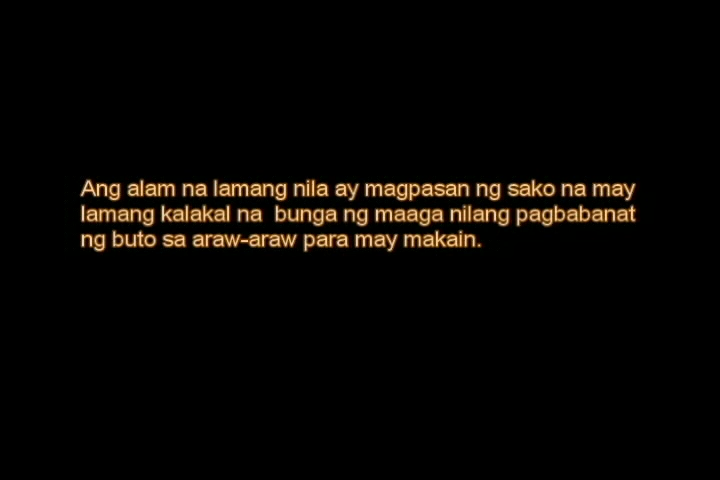 Ang alam na lamang nila ay magpasan ng sako na may
lamang kalakal na  bunga ng maaga nilang pagbabanat
ng buto sa araw-araw para may makain.